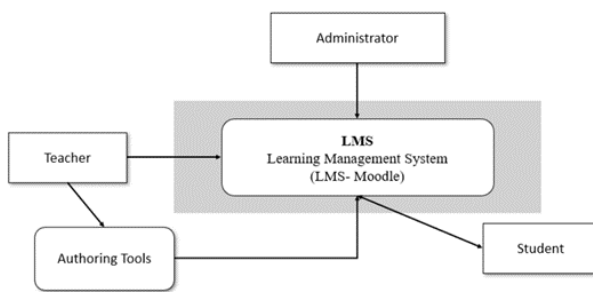 Administrator
LMS
Learning Management System
(LMS- Moodle)
Teacher
Authoring Tools
Student